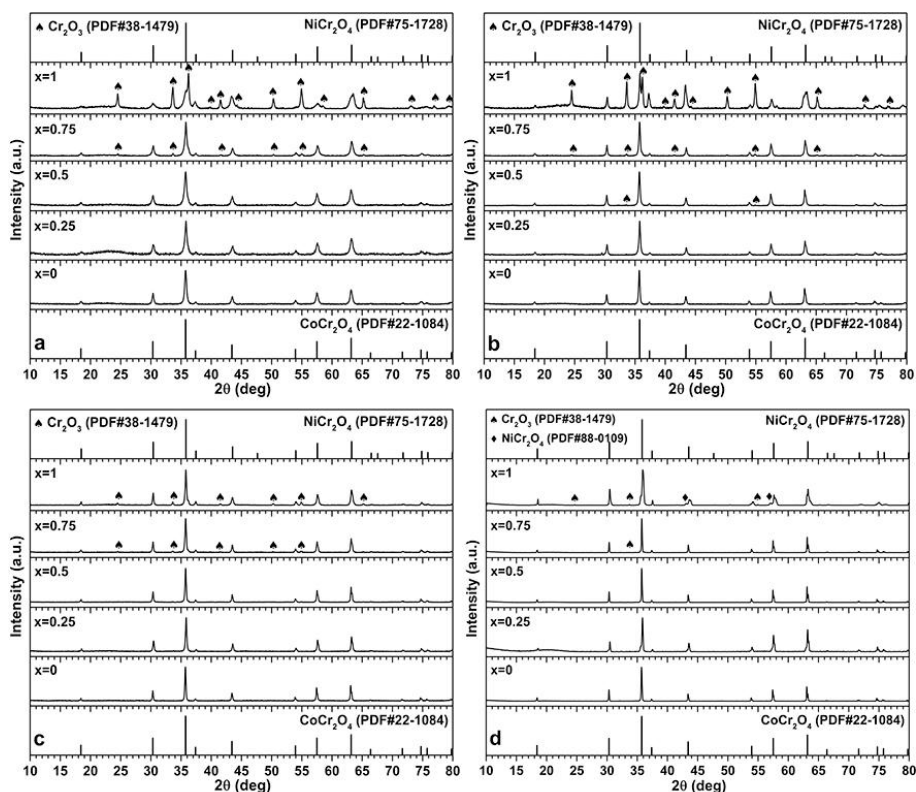 ♠ Cr₂O₃ (PDF#38-1479) NiCr₂O₄ (PDF#75-1728)
x=1
x=0.75
x=0.5
x=0.25
x=0
CoCr₂O₄ (PDF#22-1084)
a
10 15 20 25 30 35 40 45 50 55 60 65 70 75 80
2θ (deg)
Intensity (a.u.)
♠ Cr₂O₃ (PDF#38-1479) NiCr₂O₄ (PDF#75-1728)
x=1
x=0.75
x=0.5
x=0.25
x=0
CoCr₂O₄ (PDF#22-1084)
b
10 15 20 25 30 35 40 45 50 55 60 65 70 75 80
2θ (deg)
Intensity (a.u.)
♠ Cr₂O₃ (PDF#38-1479) NiCr₂O₄ (PDF#75-1728)
x=1
x=0.75
x=0.5
x=0.25
x=0
CoCr₂O₄ (PDF#22-1084)
c
10 15 20 25 30 35 40 45 50 55 60 65 70 75 80
2θ (deg)
Intensity (a.u.)
♠ Cr₂O₃ (PDF#38-1479) NiCr₂O₄ (PDF#75-1728)
♦ NiCr₂O₄ (PDF#88-0109)
x=1
x=0.75
x=0.5
x=0.25
x=0
CoCr₂O₄ (PDF#22-1084)
d
10 15 20 25 30 35 40 45 50 55 60 65 70 75 80
2θ (deg)
Intensity (a.u.)